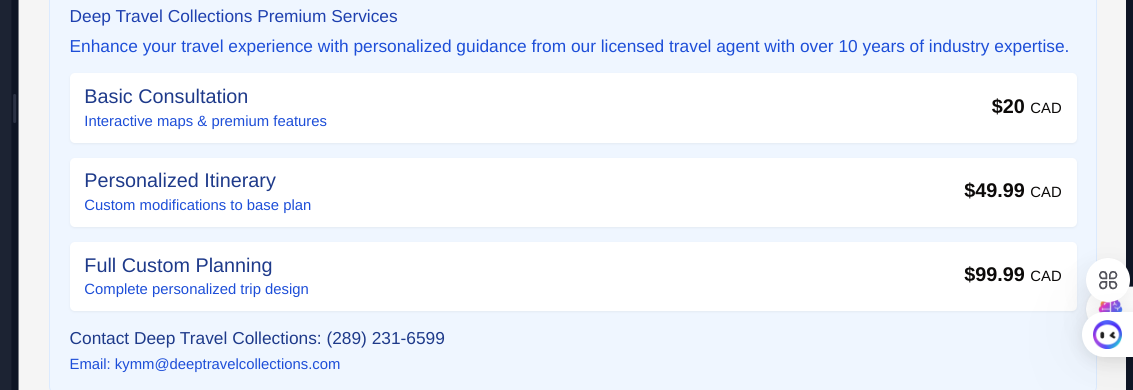 Deep Travel Collections Premium Services
Enhance your travel experience with personalized guidance from our licensed travel agent with over 10 years of industry expertise.
Basic Consultation
Interactive maps & premium features
$20 CAD
Personalized Itinerary
Custom modifications to base plan
$49.99 CAD
Full Custom Planning
Complete personalized trip design
$99.99 CAD
Contact Deep Travel Collections: (289) 231-6599
Email: kymm@deeptravelcollections.com